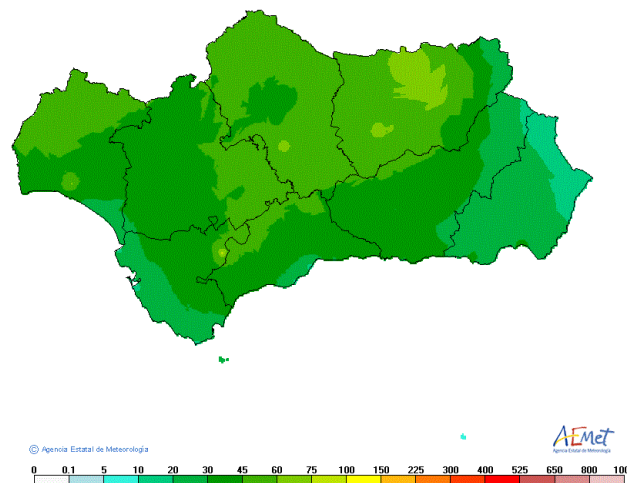 © Agencia Estatal de Meteorología
AEMet
Agencia Estatal de Meteorología
0 0.1 5 10 20 30 45 60 75 100 150 225 300 400 525 650 800 100